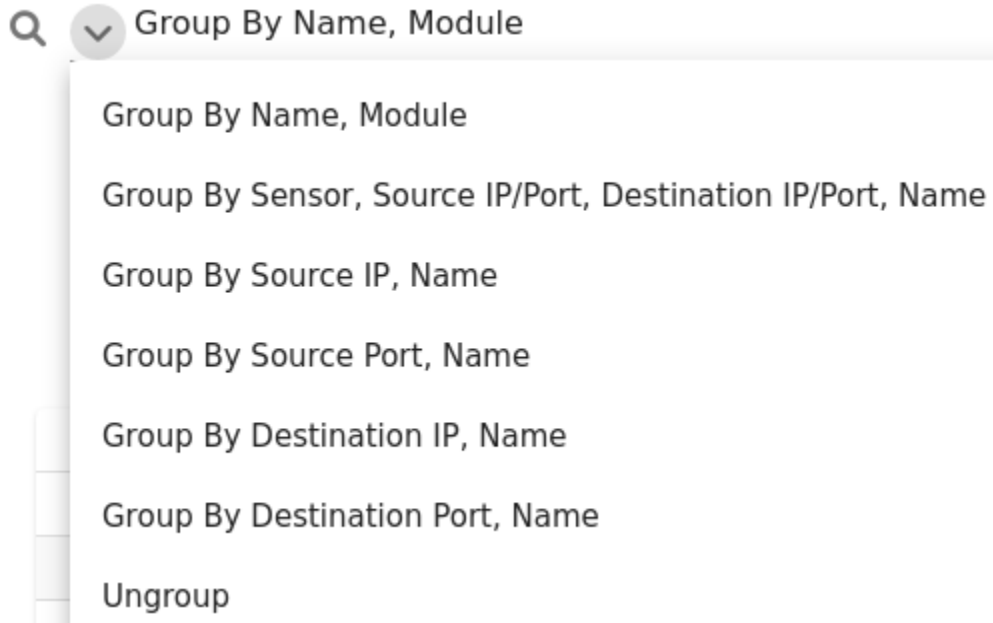 Group By Name, Module
Group By Name, Module
Group By Sensor, Source IP/Port, Destination IP/Port, Name
Group By Source IP, Name
Group By Source Port, Name
Group By Destination IP, Name
Group By Destination Port, Name
Ungroup